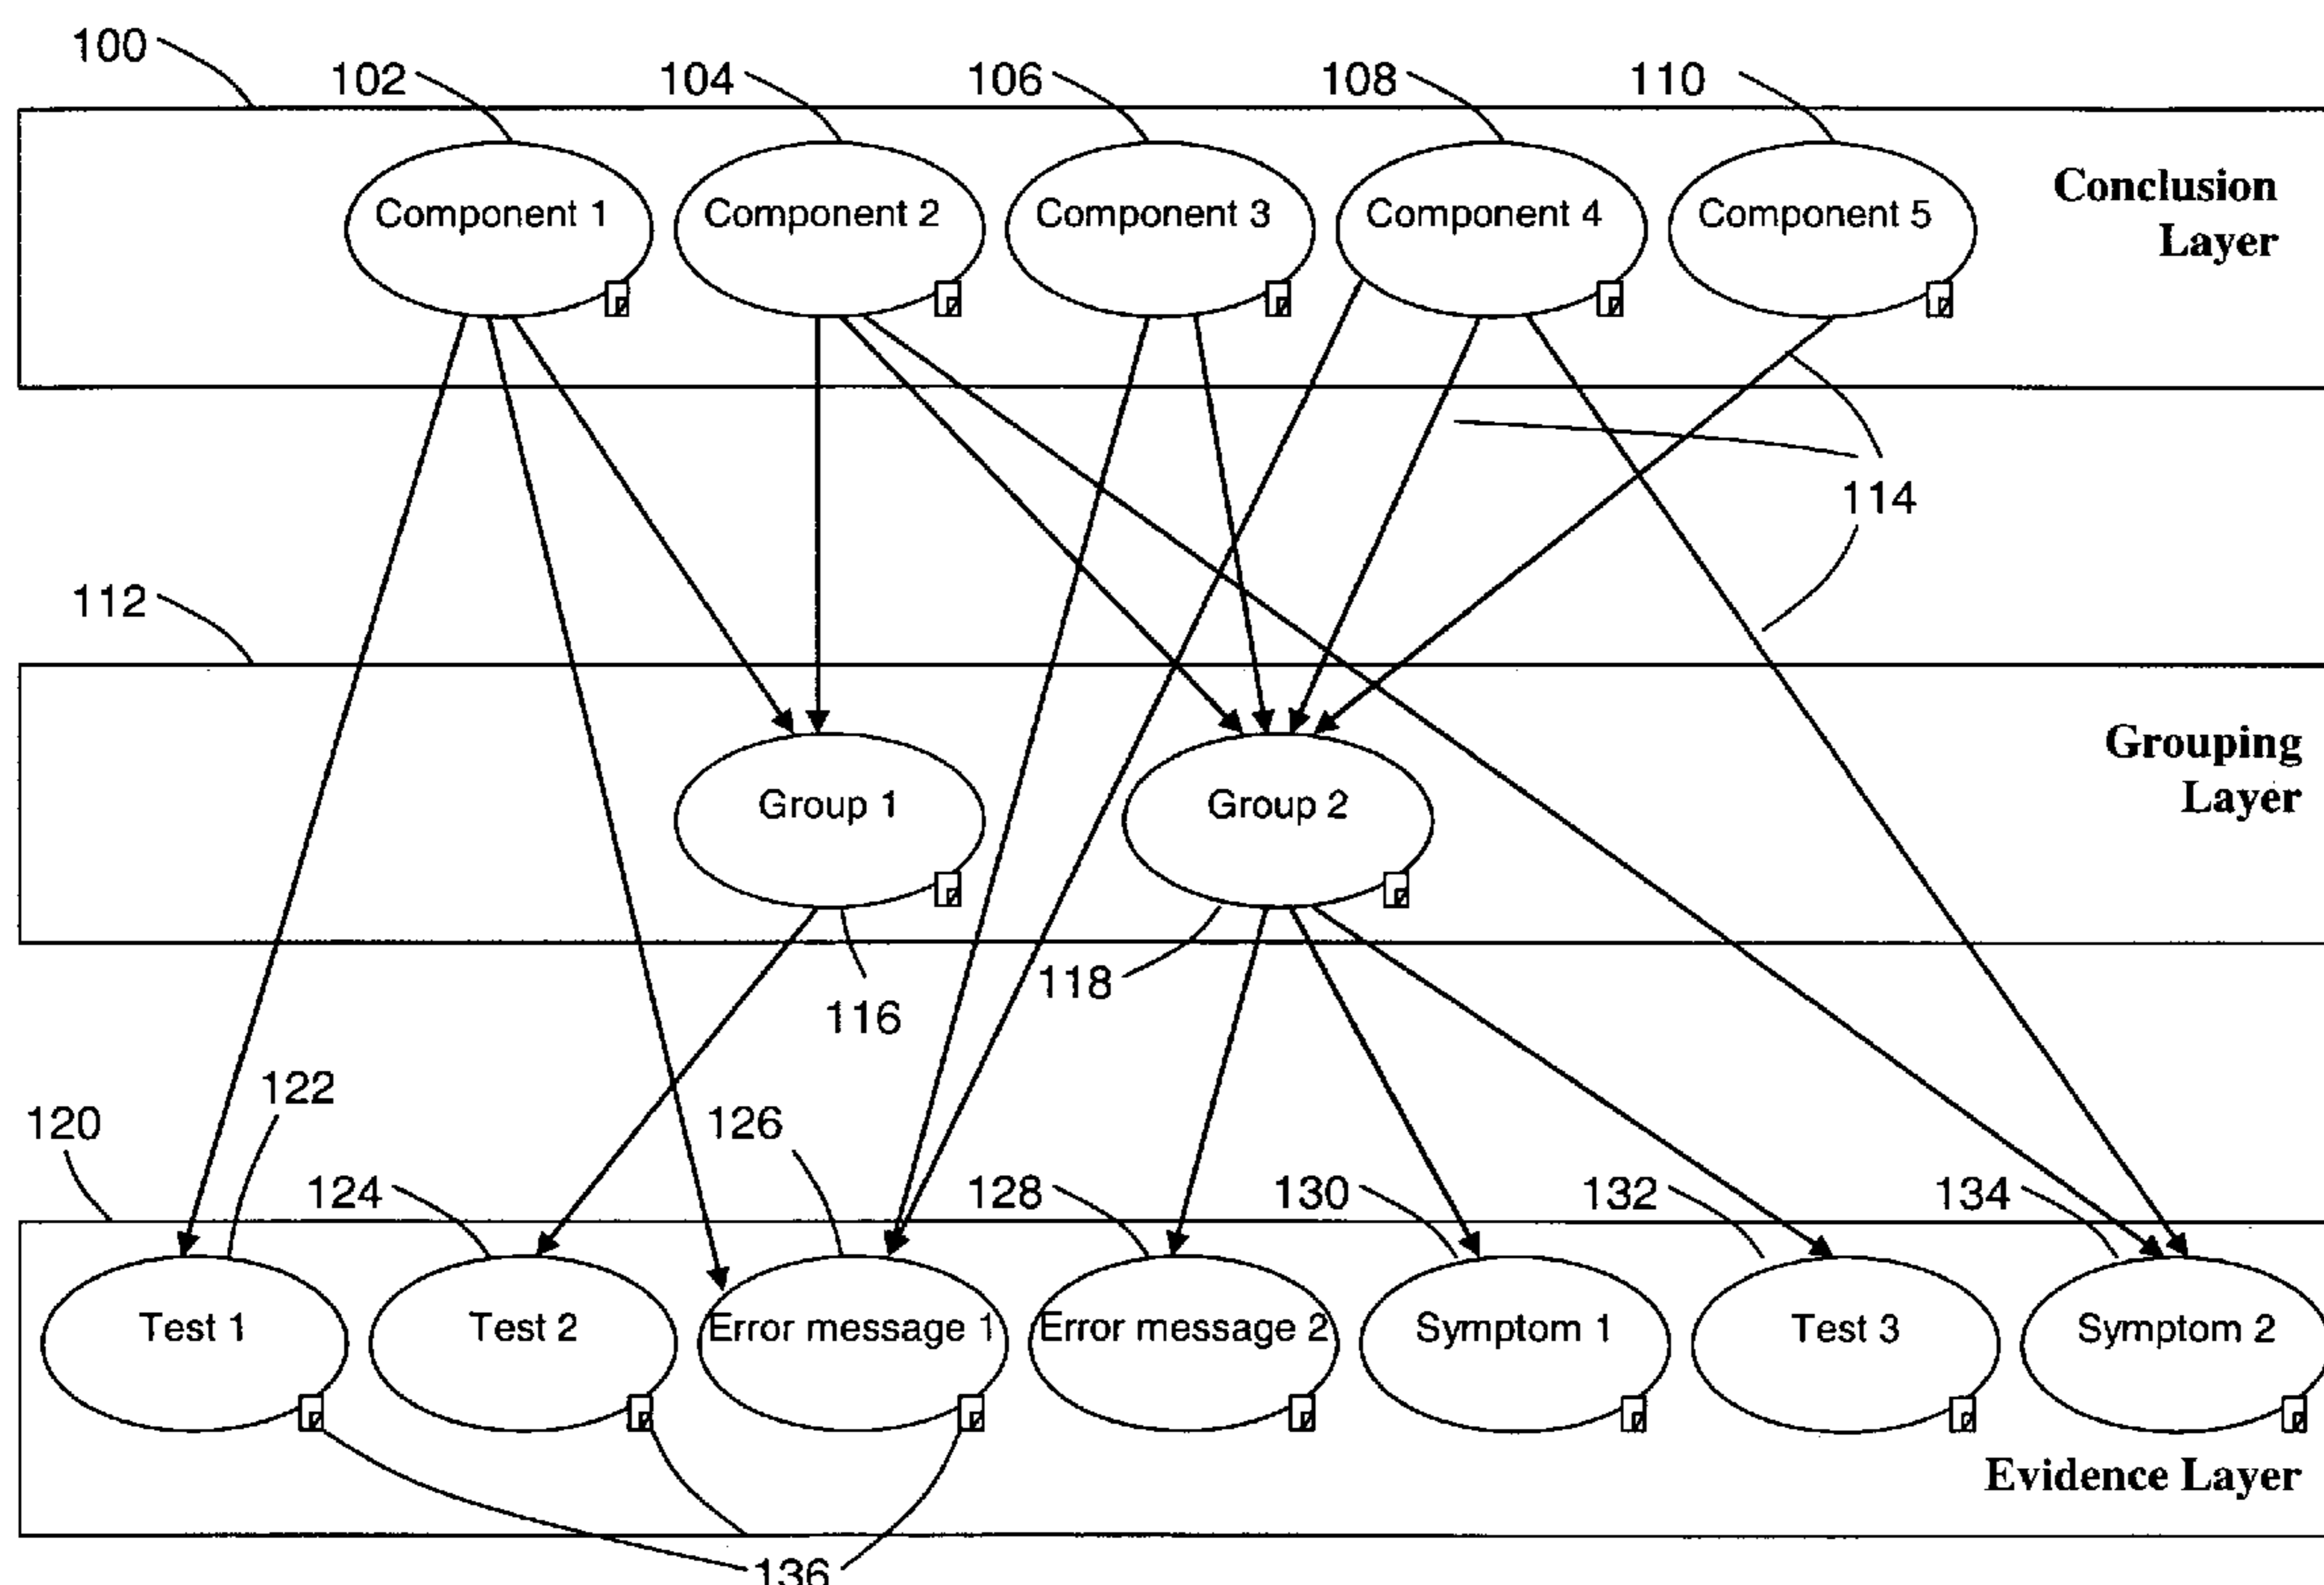 100
102
104
106
108
110
Component 1
Component 2
Component 3
Component 4
Component 5
Conclusion
Layer
114
112
Grouping
Layer
Group 1
Group 2
118
116
122
120
126
124
128
130
132
134
Test 1
Test 2
Error message 1
Error message 2
Symptom 1
Test 3
Symptom 2
Evidence Layer
136